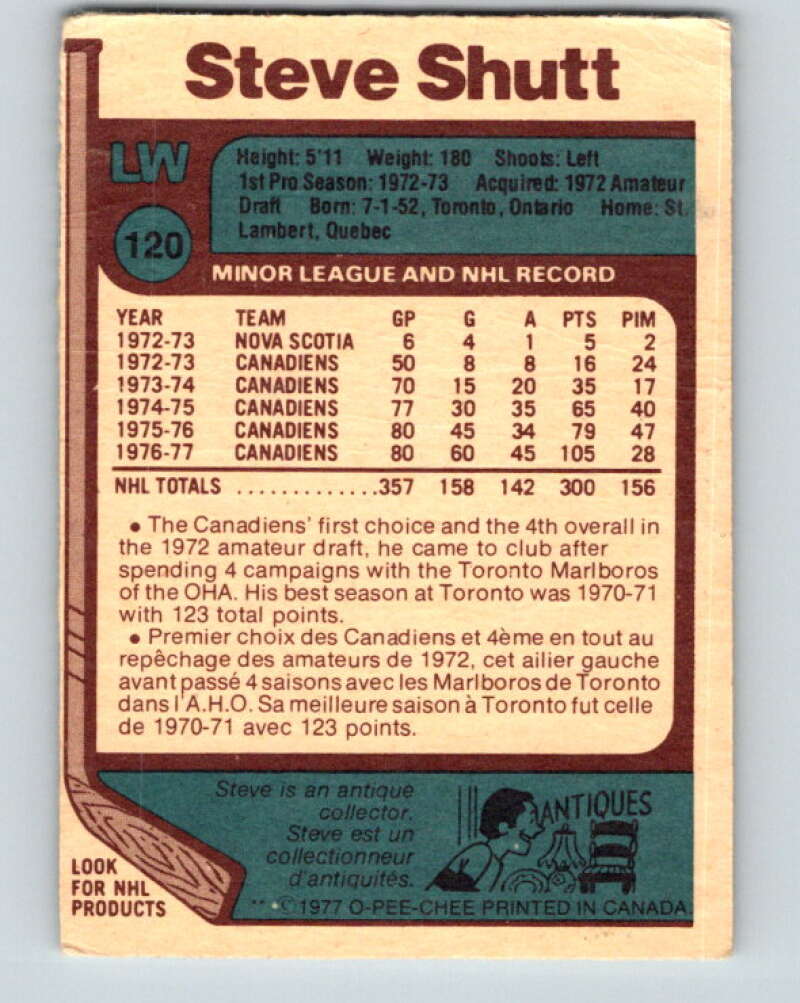 Steve Shutt
LW
120
Height: 5'11 Weight: 180 Shoots: Left
1st Pro Season: 1972-73 Acquired: 1972 Amateur
Draft Born: 7-1-52, Toronto, Ontario Home: St.
Lambert, Quebec
MINOR LEAGUE AND NHL RECORD
YEAR TEAM GP G A PTS PIM
1972-73 NOVA SCOTIA 6 4 1 5 2
1972-73 CANADIENS 50 8 8 16 24
1973-74 CANADIENS 70 15 20 35 17
1974-75 CANADIENS 77 30 35 65 40
1975-76 CANADIENS 80 45 34 79 47
1976-77 CANADIENS 80 60 45 105 28
NHL TOTALS .............357 158 142 300 156
• The Canadiens' first choice and the 4th overall in
the 1972 amateur draft, he came to club after
spending 4 campaigns with the Toronto Marlboros
of the OHA. His best season at Toronto was 1970-71
with 123 total points.
• Premier choix des Canadiens et 4ème en tout au
repêchage des amateurs de 1972, cet ailier gauche
avant passé 4 saisons avec les Marlboros de Toronto
dans l'A.H.O. Sa meilleure saison à Toronto fut celle
de 1970-71 avec 123 points.
Steve is an antique
collector.
Steve est un
collectionneur
d'antiquités.
ANTIQUES
LOOK
FOR NHL
PRODUCTS
** ©1977 O-PEE-CHEE PRINTED IN CANADA.